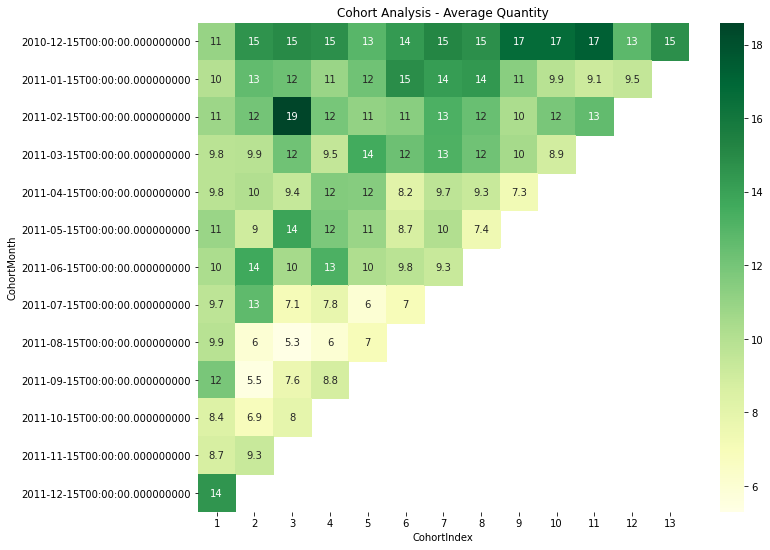 Cohort Analysis - Average Quantity
CohortMonth
2010-12-15T00:00:00.000000000 11 15 15 15 13 14 15 15 17 17 17 13 15
2011-01-15T00:00:00.000000000 10 13 12 11 12 15 14 14 11 9.9 9.1 9.5
2011-02-15T00:00:00.000000000 11 12 19 12 11 11 13 12 10 12 13
2011-03-15T00:00:00.000000000 9.8 9.9 12 9.5 14 12 13 12 10 8.9
2011-04-15T00:00:00.000000000 9.8 10 9.4 12 12 8.2 9.7 9.3 7.3
2011-05-15T00:00:00.000000000 11 9 14 12 11 8.7 10 7.4
2011-06-15T00:00:00.000000000 10 14 10 13 10 9.8 9.3
2011-07-15T00:00:00.000000000 9.7 13 7.1 7.8 6 7
2011-08-15T00:00:00.000000000 9.9 6 5.3 6 7
2011-09-15T00:00:00.000000000 12 5.5 7.6 8.8
2011-10-15T00:00:00.000000000 8.4 6.9 8
2011-11-15T00:00:00.000000000 8.7 9.3
2011-12-15T00:00:00.000000000 14
1 2 3 4 5 6 7 8 9 10 11 12 13
CohortIndex
18
16
14
12
10
8
6